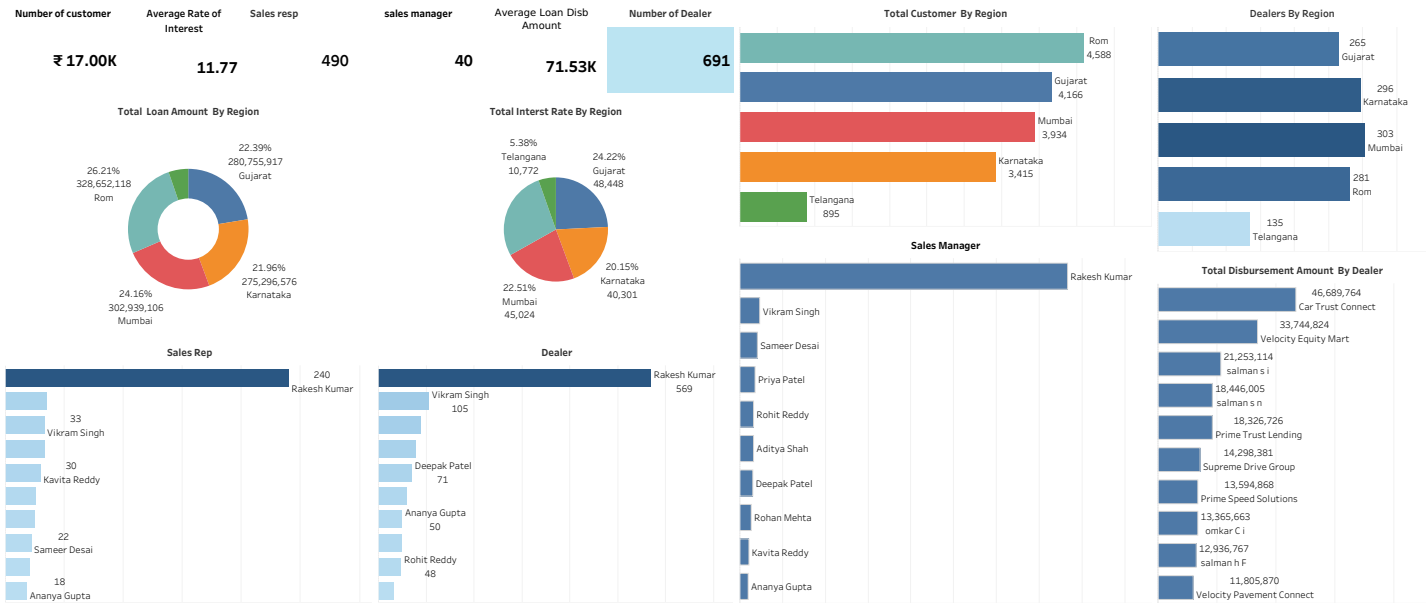 Number of customer
₹ 17.00K
Average Rate of
Interest
11.77
Sales resp
490
sales manager
40
Average Loan Disb
Amount
71.53K
Number of Dealer
691
Total Loan Amount By Region
22.39%
280,755,917
Gujarat
26.21%
328,652,118
Rom
21.96%
275,296,576
Karnataka
24.16%
302,939,106
Mumbai
Total Interst Rate By Region
5.38%
Telangana
10,772
24.22%
Gujarat
48,448
20.15%
Karnataka
40,301
22.51%
Mumbai
45,024
Total Customer By Region
Rom
4,588
Gujarat
4,166
Mumbai
3,934
Karnataka
3,415
Telangana
895
Dealers By Region
265
Gujarat
296
Karnataka
303
Mumbai
281
Rom
135
Telangana
Sales Rep
240
Rakesh Kumar
33
Vikram Singh
30
Kavita Reddy
22
Sameer Desai
18
Ananya Gupta
Dealer
Rakesh Kumar
569
Vikram Singh
105
Deepak Patel
71
Ananya Gupta
50
Rohit Reddy
48
Sales Manager
Rakesh Kumar
Vikram Singh
Sameer Desai
Priya Patel
Rohit Reddy
Aditya Shah
Deepak Patel
Rohan Mehta
Kavita Reddy
Ananya Gupta
Total Disbursement Amount By Dealer
46,689,764
Car Trust Connect
33,744,824
Velocity Equity Mart
21,253,114
salman s i
18,446,005
salman s n
18,326,726
Prime Trust Lending
14,298,381
Supreme Drive Group
13,594,868
Prime Speed Solutions
13,365,663
omkar C i
12,936,767
salman h F
11,805,870
Velocity Pavement Connect